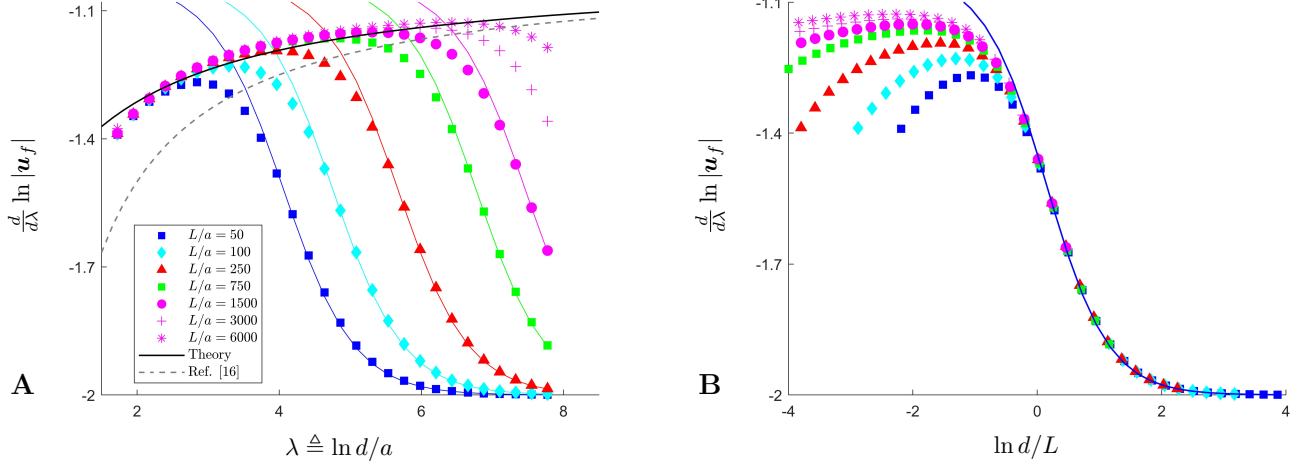 -1.1
-1.4
-1.7
-2
d/dλ ln |u_f|
L/a = 50
L/a = 100
L/a = 250
L/a = 750
L/a = 1500
L/a = 3000
L/a = 6000
Theory
Ref. [16]
A
2 4 6 8
λ ≜ ln d/a
-1.1
-1.4
-1.7
-2
d/dλ ln |u_f|
B
-4 -2 0 2 4
ln d/L